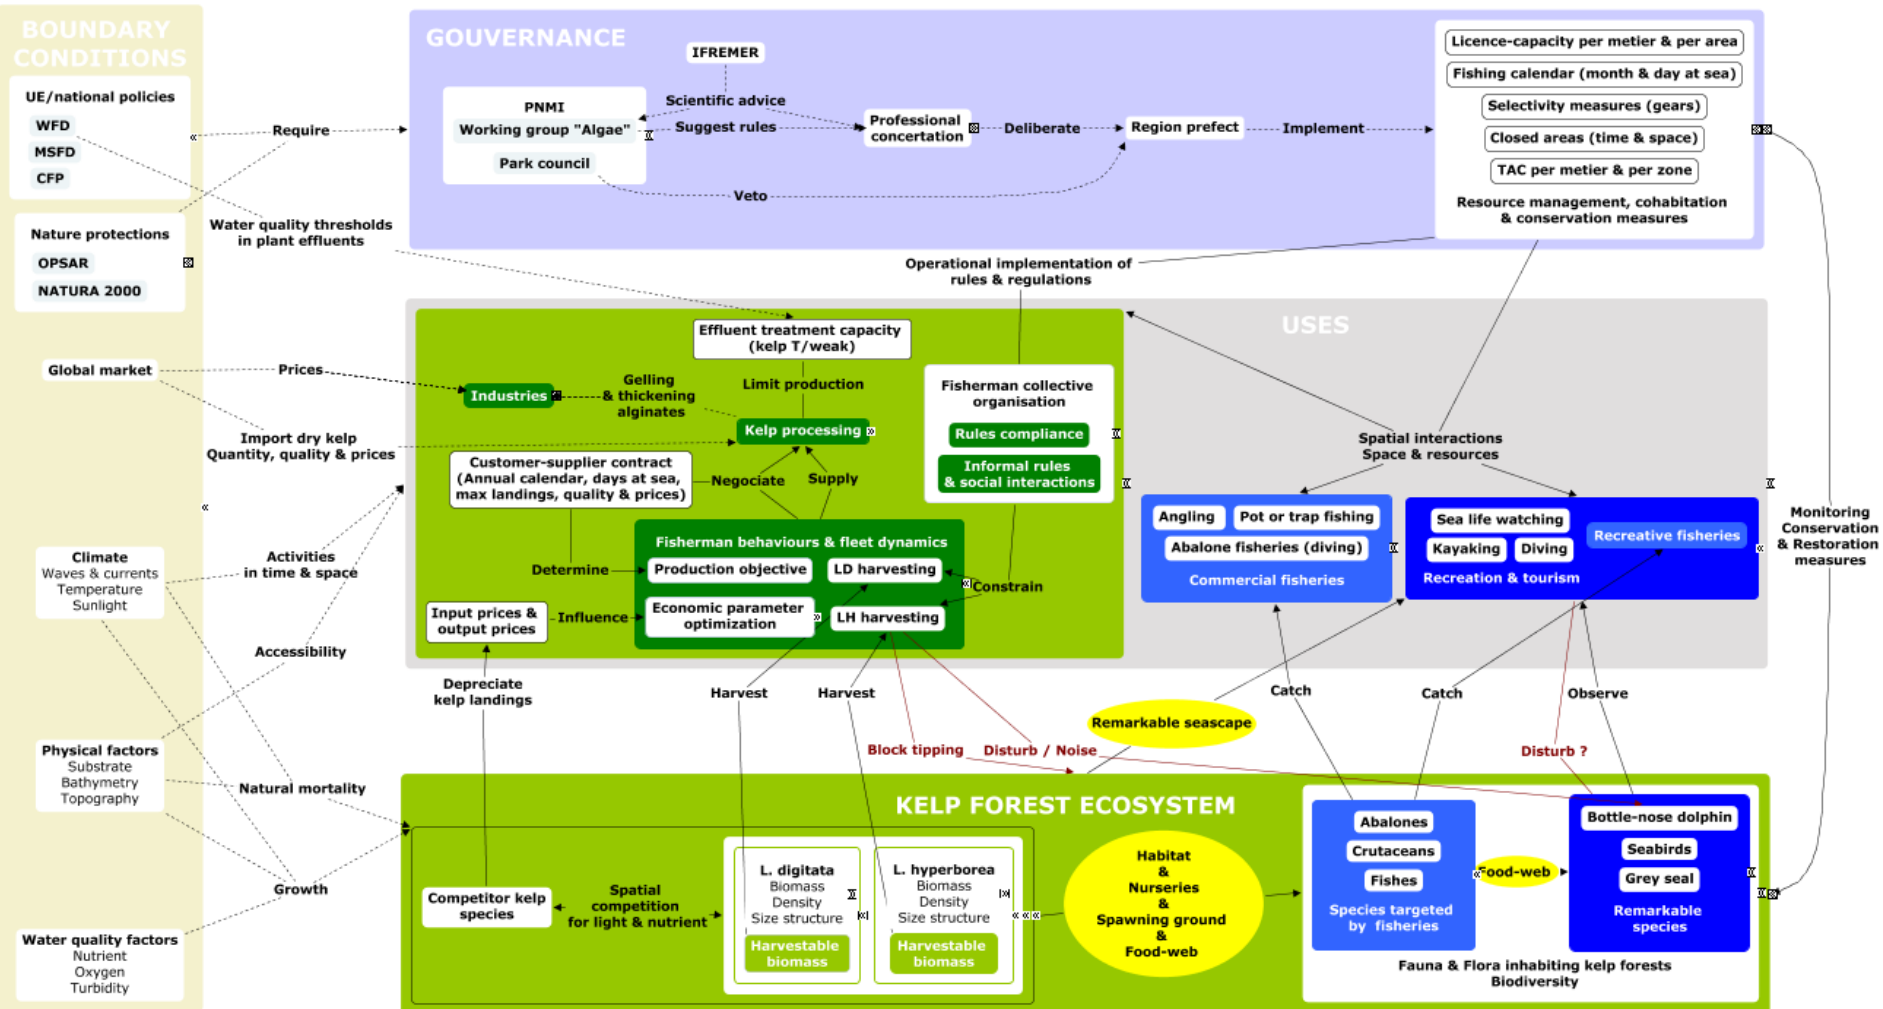 BOUNDARY
CONDITIONS
UE/national policies
WFD
MSFD
CFP
Nature protections
OPSAR
NATURA 2000
Global market
Climate
Waves & currents
Temperature
Sunlight
Physical factors
Substrate
Bathymetry
Topography
Water quality factors
Nutrient
Oxygen
Turbidity
Require
Water quality thresholds
in plant effluents
Prices
Import dry kelp
Quantity, quality & prices
Activities
in time & space
Accessibility
Natural mortality
Growth
GOUVERNANCE
IFREMER
Scientific advice
PNMI
Working group "Algae"
Park council
Suggest rules
Professional
concertation
Deliberate
Region prefect
Implement
Veto
Licence-capacity per metier & per area
Fishing calendar (month & day at sea)
Selectivity measures (gears)
Closed areas (time & space)
TAC per metier & per zone
Resource management, cohabitation
& conservation measures
Operational implementation of
rules & regulations
USES
Effluent treatment capacity
(kelp T/weak)
Limit production
Industries
Gelling
& thickening
alginates
Kelp processing
Customer-supplier contract
(Annual calendar, days at sea,
max landings, quality & prices)
Negociate
Supply
Fisherman collective
organisation
Rules compliance
Informal rules
& social interactions
Fisherman behaviours & fleet dynamics
Determine
Production objective
LD harvesting
Constrain
Input prices &
output prices
Influence
Economic parameter
optimization
LH harvesting
Spatial interactions
Space & resources
Angling
Pot or trap fishing
Abalone fisheries (diving)
Commercial fisheries
Sea life watching
Kayaking
Diving
Recreative fisheries
Recreation & tourism
Monitoring
Conservation
& Restoration
measures
Depreciate
kelp landings
Harvest
Harvest
Block tipping
Disturb / Noise
Remarkable seascape
Catch
Catch
Observe
Disturb ?
KELP FOREST ECOSYSTEM
Competitor kelp
species
Spatial
competition
for light & nutrient
L. digitata
Biomass
Density
Size structure
Harvestable
biomass
L. hyperborea
Biomass
Density
Size structure
Harvestable
biomass
Habitat
&
Nurseries
&
Spawning ground
&
Food-web
Abalones
Crutaceans
Fishes
Species targeted
by fisheries
Food-web
Bottle-nose dolphin
Seabirds
Grey seal
Remarkable
species
Fauna & Flora inhabiting kelp forests
Biodiversity